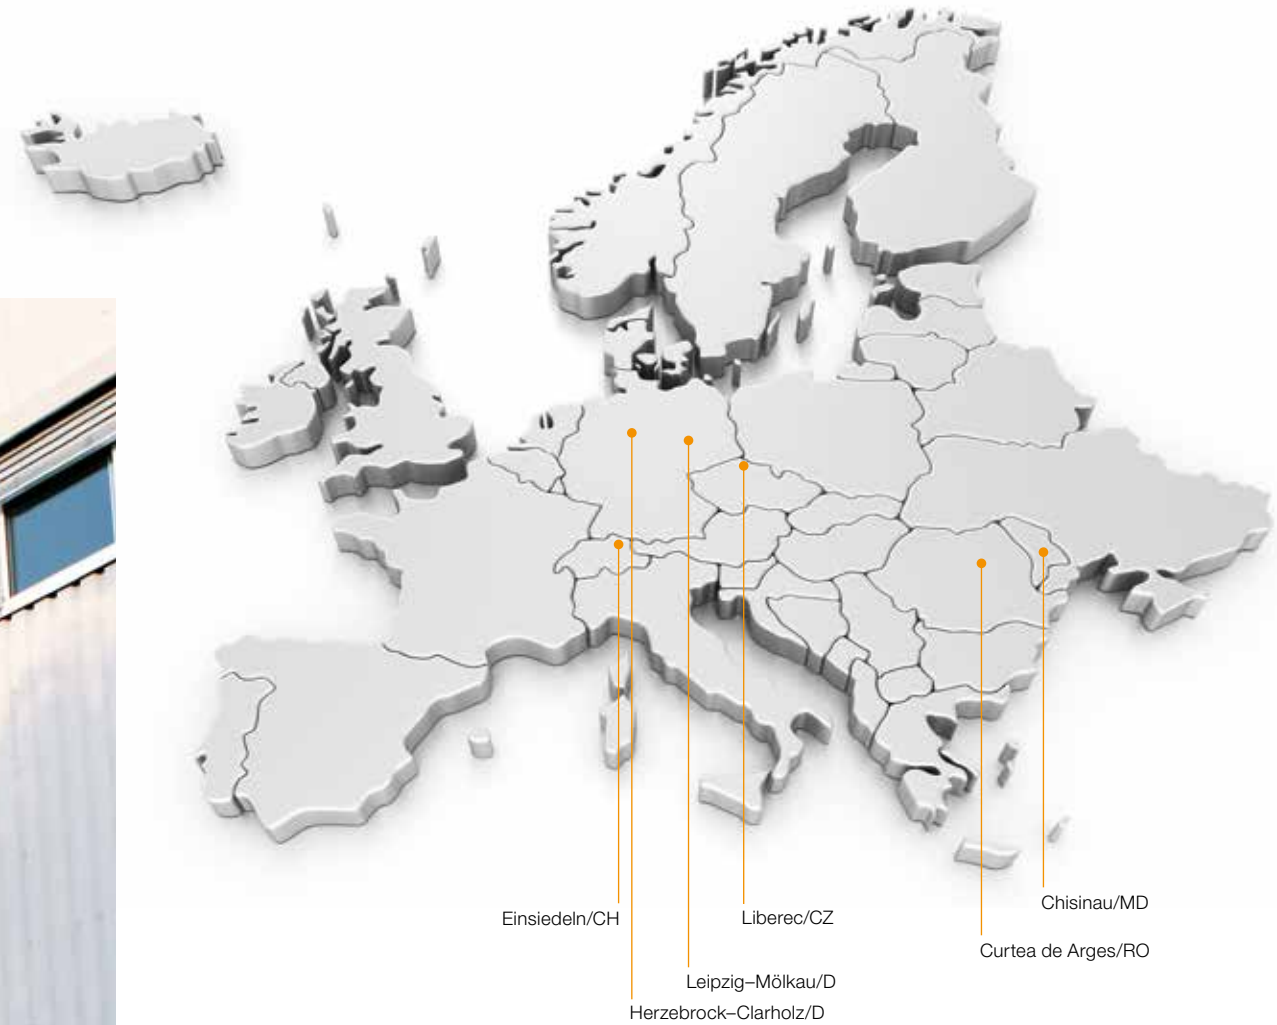 Chisinau/MD
Einsiedeln/CH
Liberec/CZ
Curtea de Arges/RO
Leipzig–Mölkau/D
Herzebrock–Clarholz/D